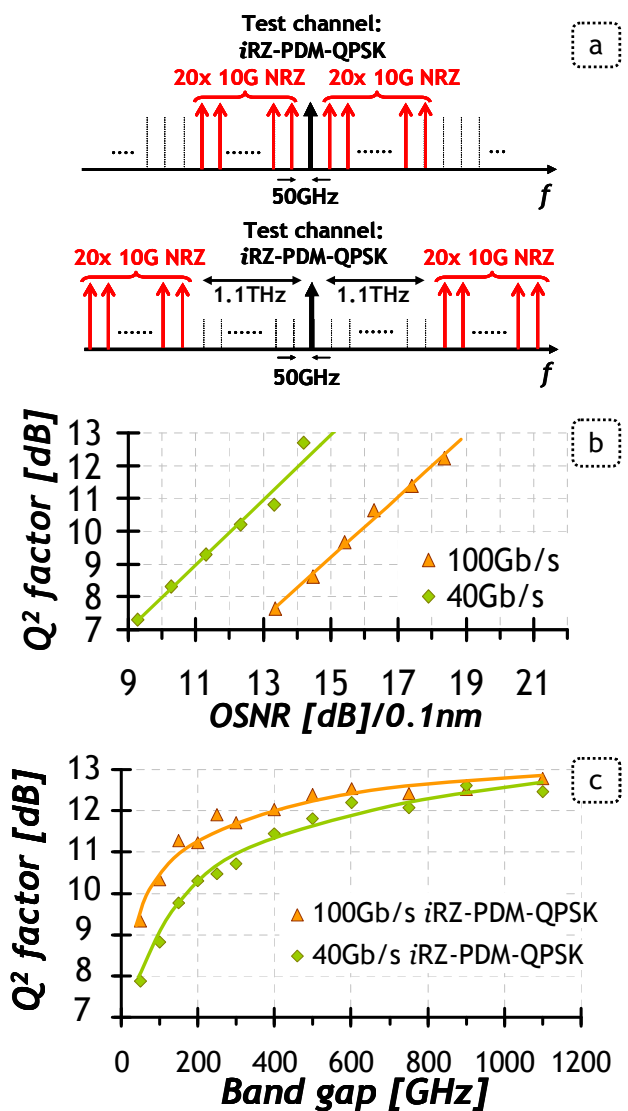 Test channel:
iRZ-PDM-QPSK
a
20x 10G NRZ 20x 10G NRZ
.... ...... ...... ...
50GHz
f
Test channel:
iRZ-PDM-QPSK
20x 10G NRZ 20x 10G NRZ
1.1THz 1.1THz
...... ...... ...... ......
50GHz
f
b
Q² factor [dB]
13
12
11
10
9
8
7
100Gb/s
40Gb/s
9 11 13 15 17 19 21
OSNR [dB]/0.1nm
c
Q² factor [dB]
13
12
11
10
9
8
7
100Gb/s iRZ-PDM-QPSK
40Gb/s iRZ-PDM-QPSK
0 200 400 600 800 1000 1200
Band gap [GHz]